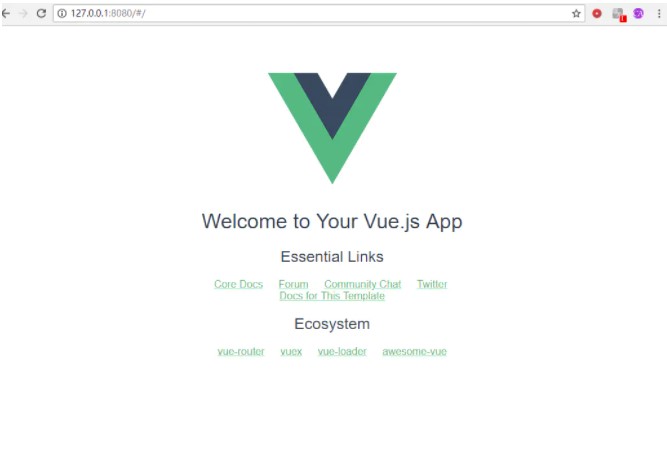 127.0.0.1:8080/#/
Welcome to Your Vue.js App
Essential Links
Core Docs Forum Community Chat Twitter
Docs for This Template
Ecosystem
vue-router vuex vue-loader awesome-vue